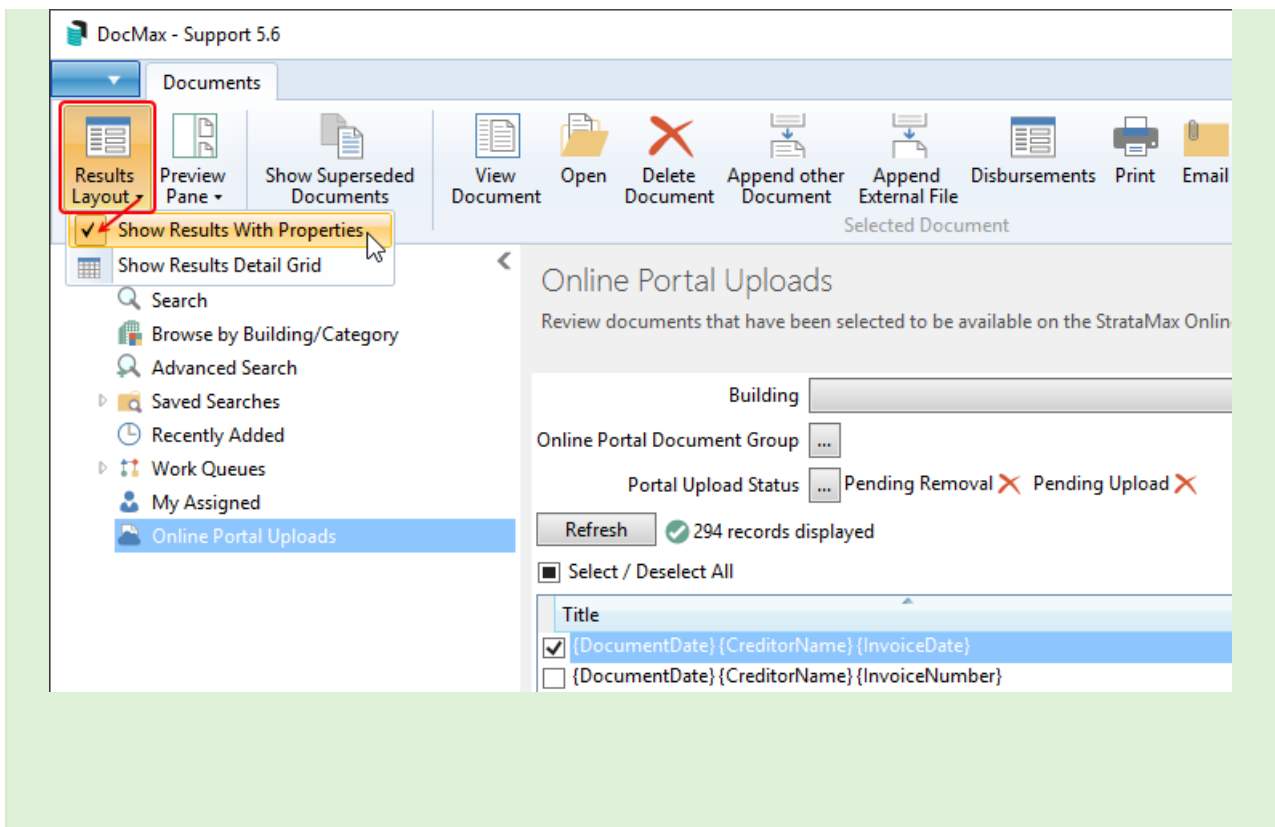 DocMax - Support 5.6
Documents
Results Layout
Preview Pane
Show Superseded Documents
View Document
Open
Delete Document
Append other Document
Append External File
Disbursements
Print
Email
Selected Document
Show Results With Properties
Show Results Detail Grid
Search
Browse by Building/Category
Advanced Search
Saved Searches
Recently Added
Work Queues
My Assigned
Online Portal Uploads
Online Portal Uploads
Review documents that have been selected to be available on the StrataMax Onlin
Building
Online Portal Document Group ...
Portal Upload Status ... Pending Removal Pending Upload
Refresh 294 records displayed
Select / Deselect All
Title
{DocumentDate} {CreditorName} {InvoiceDate}
{DocumentDate} {CreditorName} {InvoiceNumber}